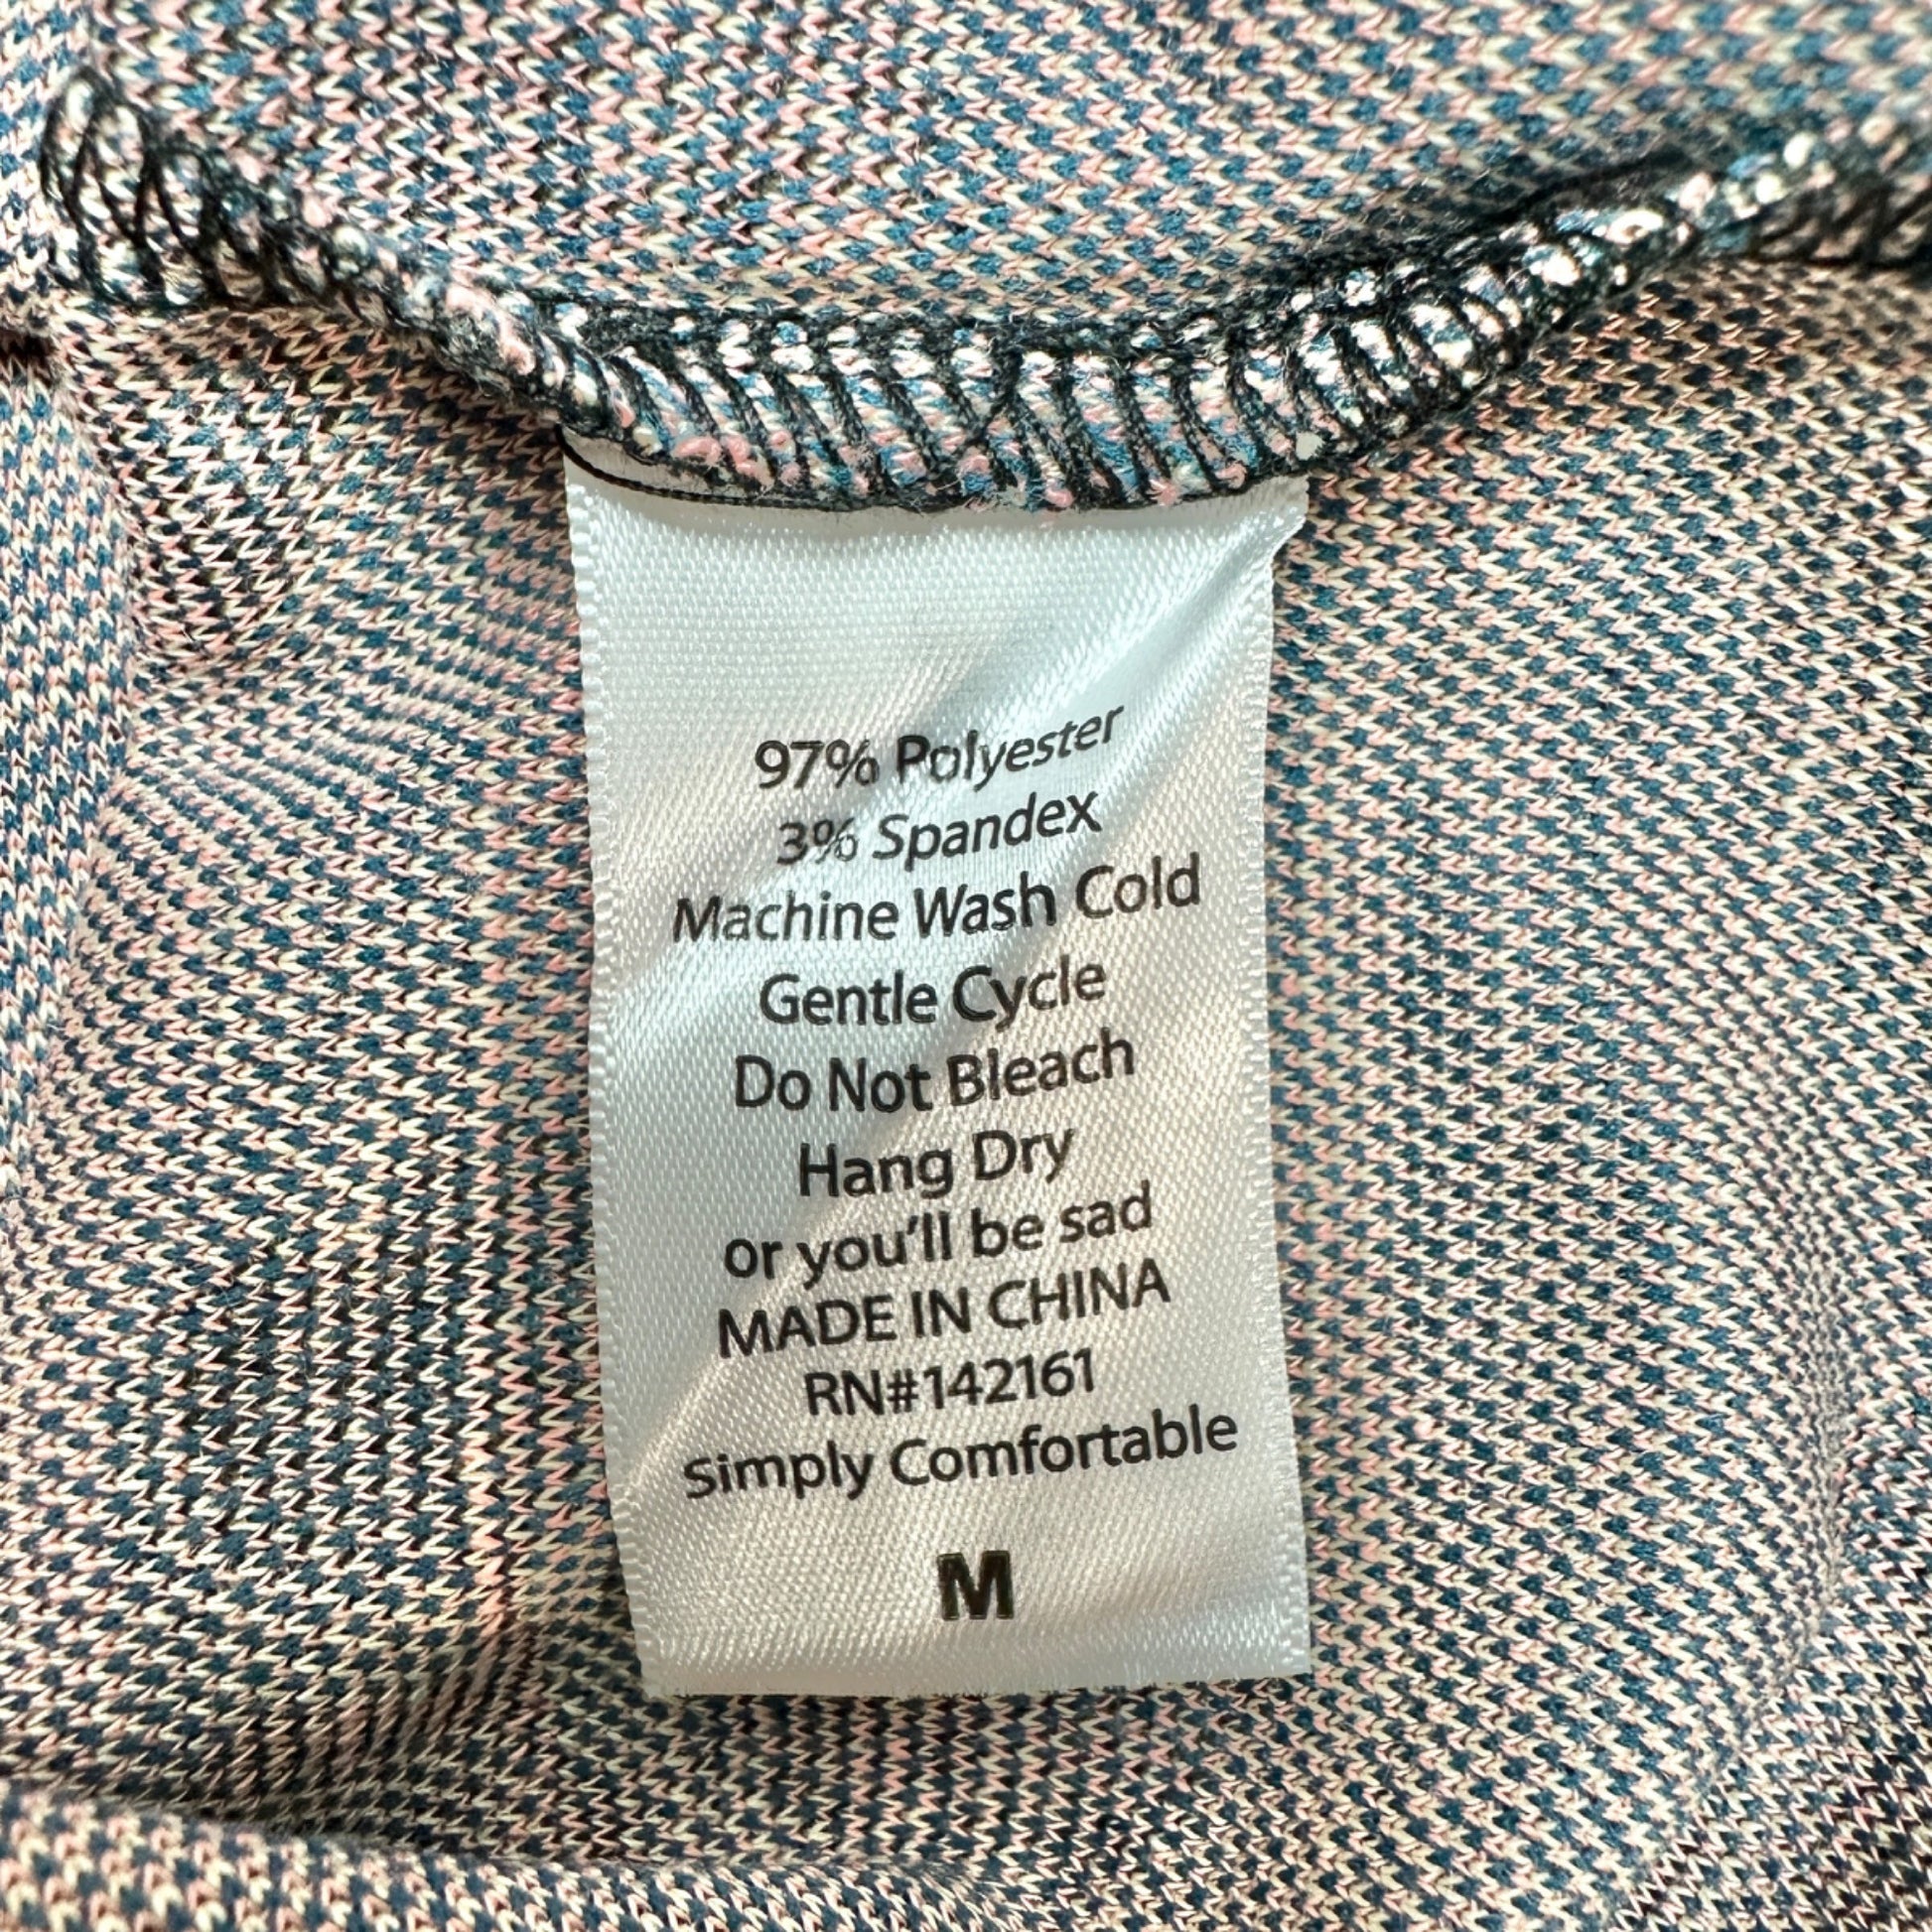 97% Polyester
3% Spandex
Machine Wash Cold
Gentle Cycle
Do Not Bleach
Hang Dry
or you'll be sad
MADE IN CHINA
RN#142161
Simply Comfortable
M